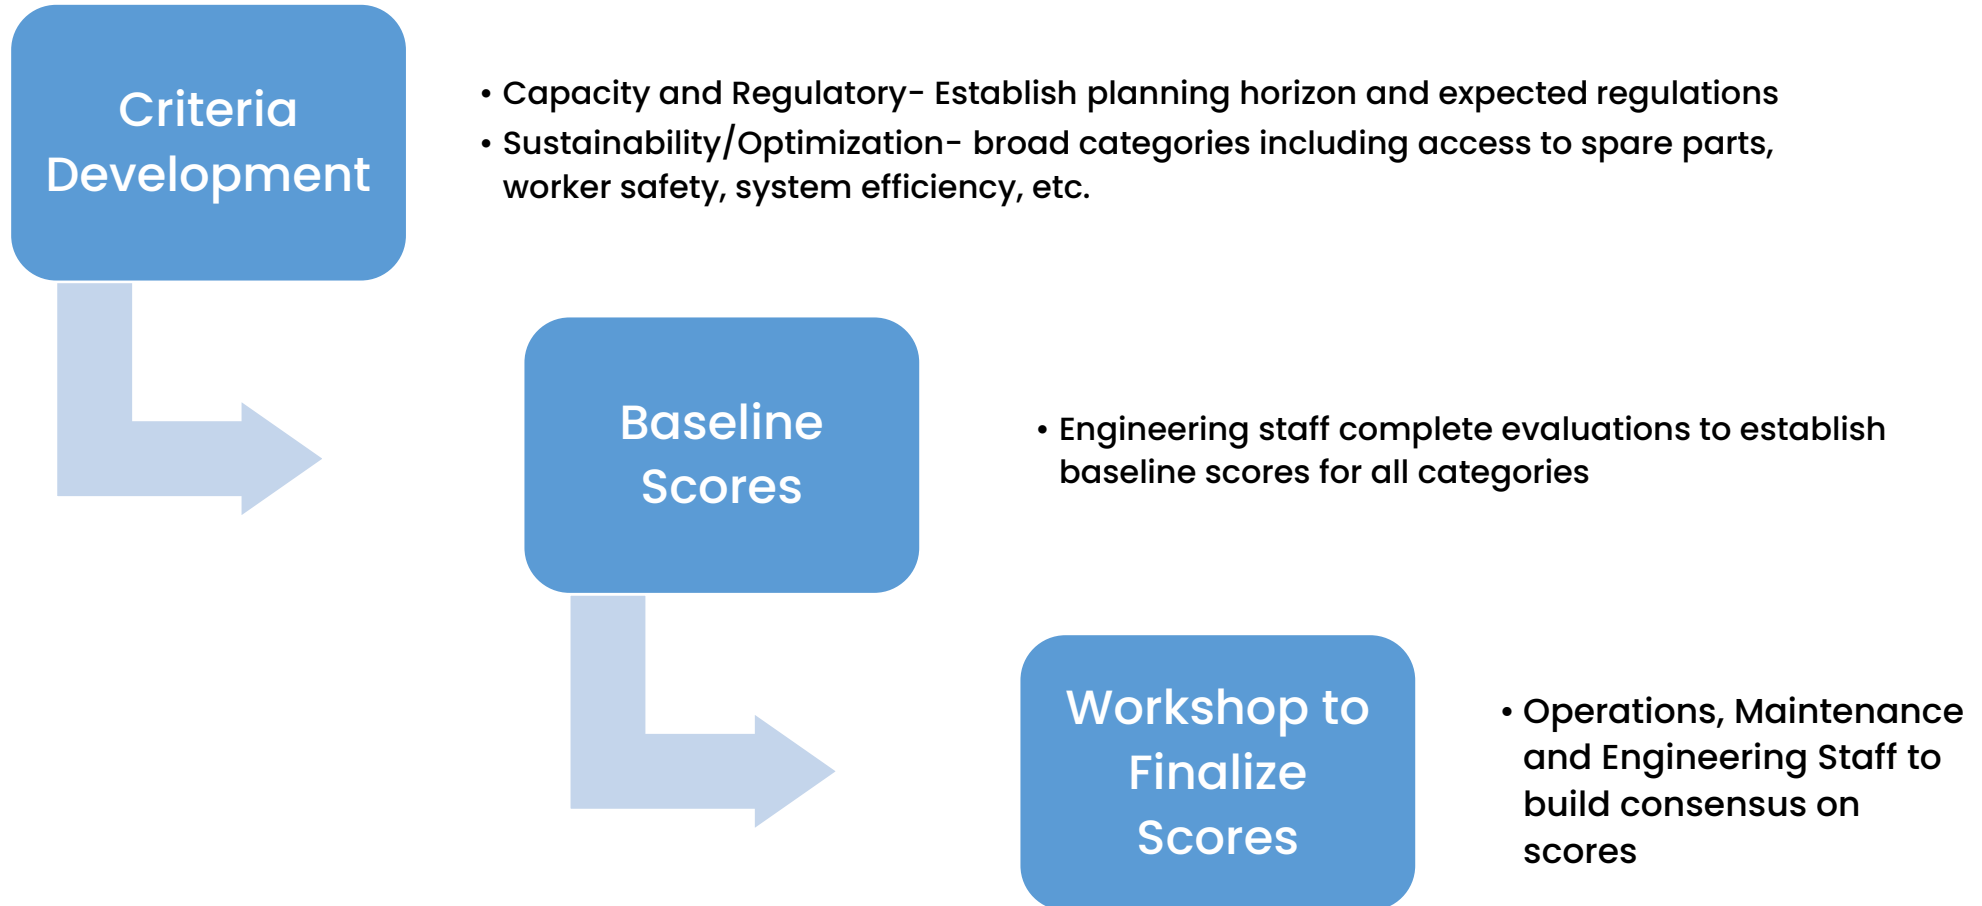 Criteria
Development
• Capacity and Regulatory- Establish planning horizon and expected regulations
• Sustainability/Optimization- broad categories including access to spare parts,
worker safety, system efficiency, etc.
Baseline
Scores
• Engineering staff complete evaluations to establish
baseline scores for all categories
Workshop to
Finalize
Scores
• Operations, Maintenance
and Engineering Staff to
build consensus on
scores